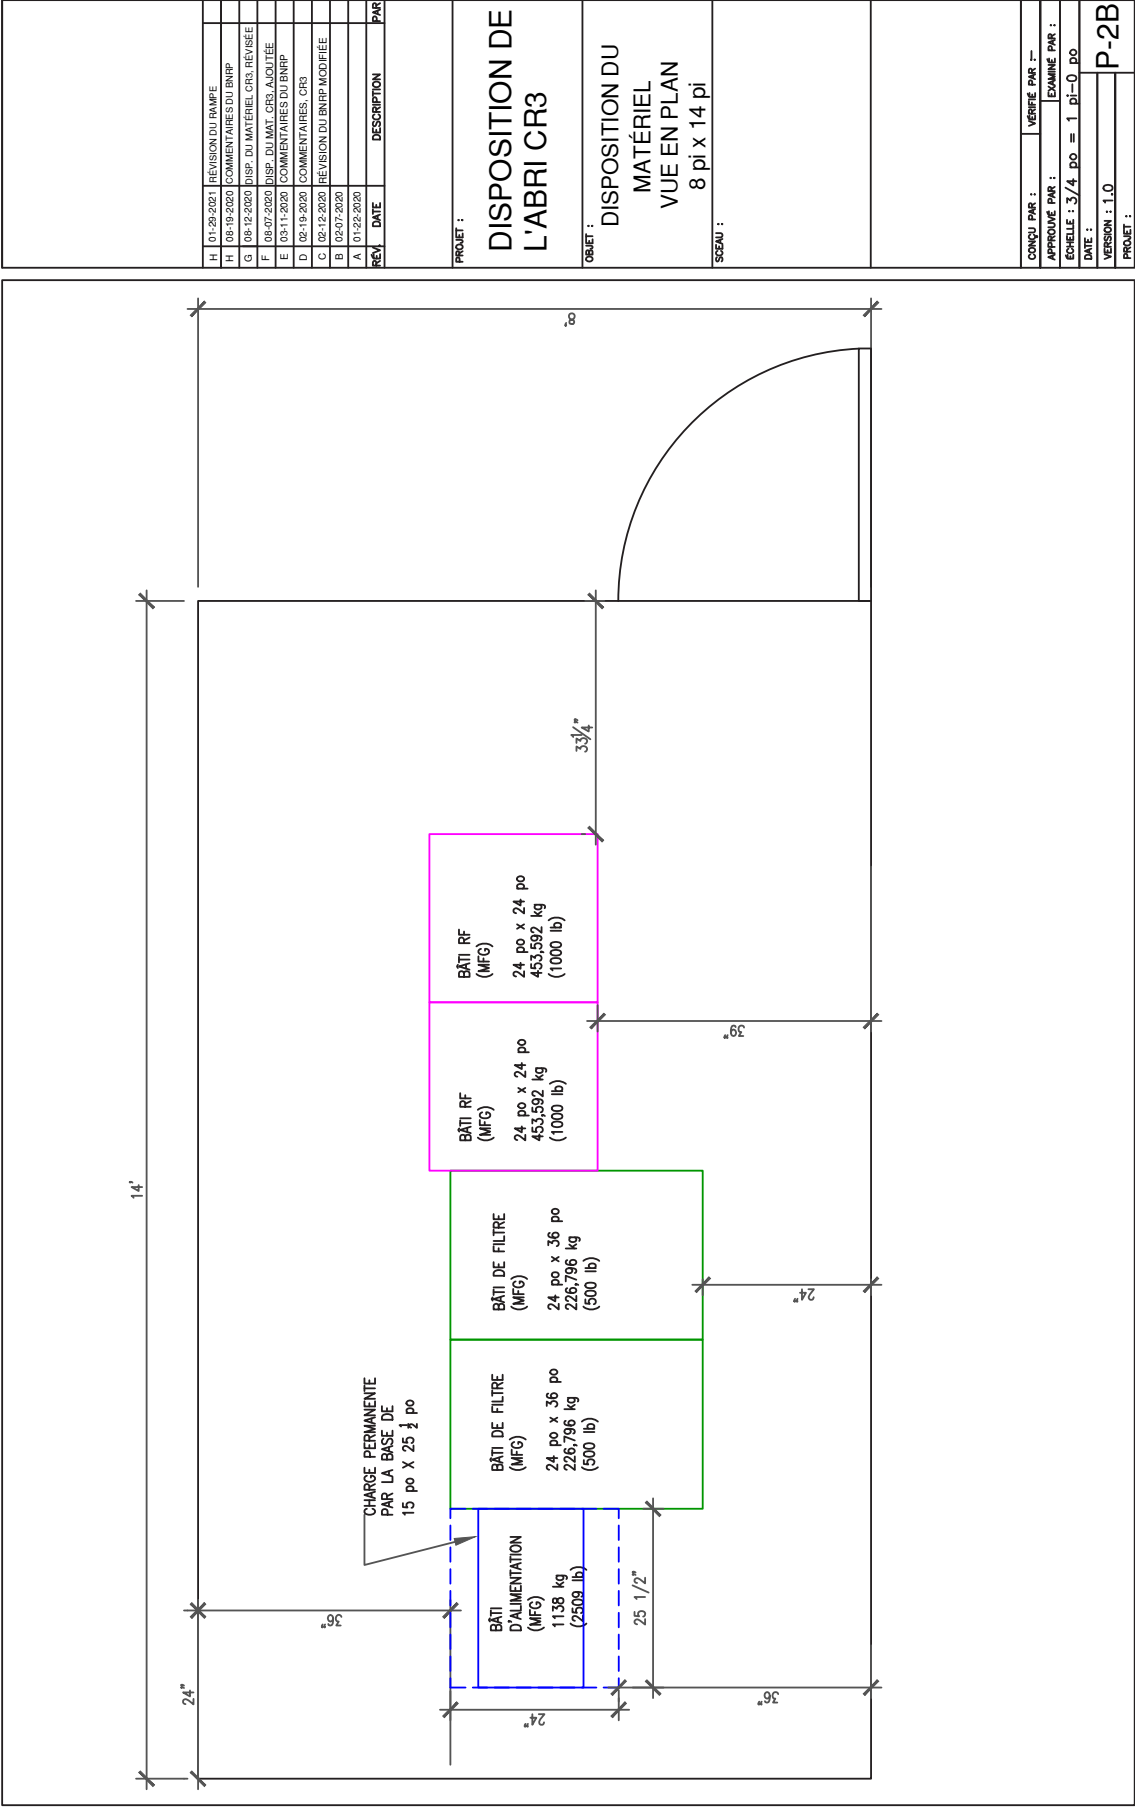 H 01-29-2021 RÉVISION DU RAMPE
H 08-19-2020 COMMENTAIRES DU BNRP
G 08-12-2020 DISP. DU MATÉRIEL CR3, RÉVISÉE
F 08-07-2020 DISP. DU MAT. CR3, AJOUTÉE
E 03-11-2020 COMMENTAIRES DU BNRP
D 02-19-2020 COMMENTAIRES, CR3
C 02-12-2020 RÉVISION DU BNRP MODIFIÉE
B 02-07-2020
A 01-22-2020
RÉV. DATE DESCRIPTION PAR
PROJET :
DISPOSITION DE
L'ABRI CR3
OBJET :
DISPOSITION DU
MATÉRIEL
VUE EN PLAN
8 pi x 14 pi
SCEAU :
CONÇU PAR :
VÉRIFIÉ PAR :--
APPROUVÉ PAR :
EXAMINÉ PAR :
ÉCHELLE : 3/4 po = 1 pi-0 po
DATE :
VERSION : 1.0
PROJET :
P-2B
14'
8'
24"
36"
CHARGE PERMANENTE
PAR LA BASE DE
15 po X 25 1/2 po
BÂTI
D'ALIMENTATION
(MFG)
1138 kg
(2509 lb)
24"
25 1/2"
36"
BÂTI DE FILTRE
(MFG)
24 po x 36 po
226,796 kg
(500 lb)
BÂTI DE FILTRE
(MFG)
24 po x 36 po
226,796 kg
(500 lb)
24"
BÂTI RF
(MFG)
24 po x 24 po
453,592 kg
(1000 lb)
BÂTI RF
(MFG)
24 po x 24 po
453,592 kg
(1000 lb)
39"
33 1/4"